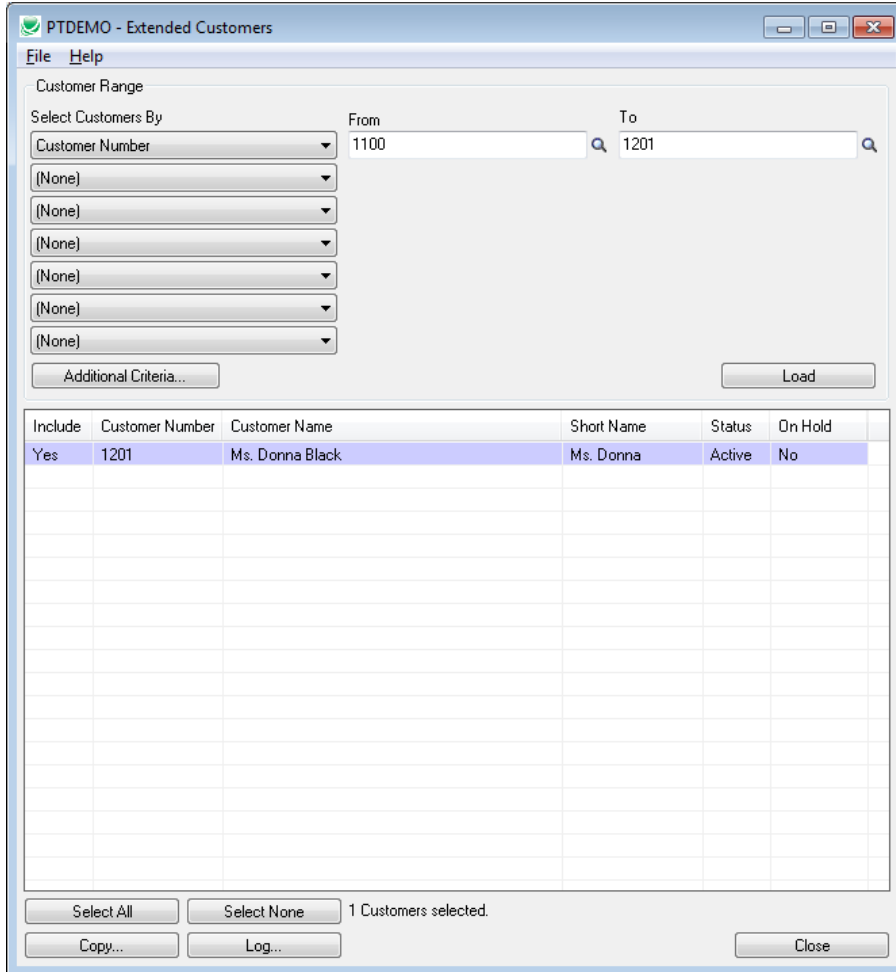 PTDEMO - Extended Customers
File Help
Customer Range
Select Customers By From To
Customer Number 1100 1201
(None)
(None)
(None)
(None)
(None)
(None)
Additional Criteria... Load
Include Customer Number Customer Name Short Name Status On Hold
Yes 1201 Ms. Donna Black Ms. Donna Active No
Select All Select None 1 Customers selected.
Copy... Log... Close